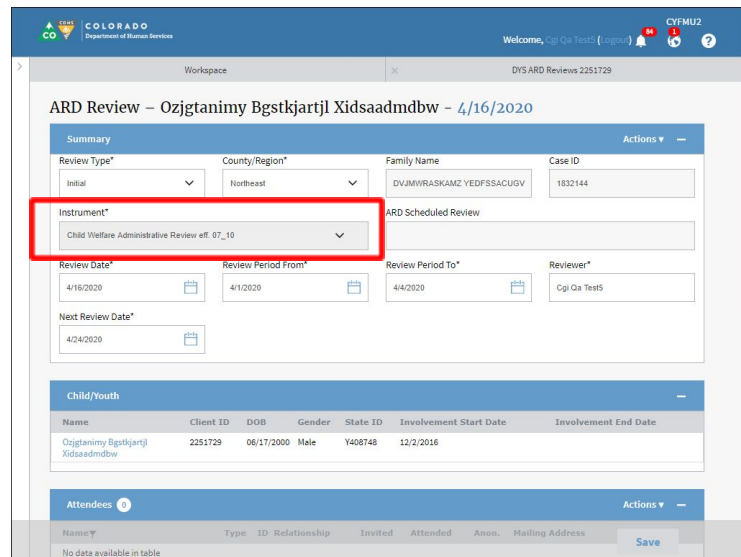 CYFMU2
CO CDHS COLORADO
Department of Human Services
Welcome, Cgi Qa Test5 (Logout) 84 1 ?
Workspace × DYS ARD Reviews 2251729
ARD Review – Ozjgtanimy Bgstkjartjl Xidsaadmdbw - 4/16/2020
Summary Actions
Review Type* County/Region* Family Name Case ID
Initial Northeast DVJMWRASKAMZ YEDFSSACUGV 1832144
Instrument* ARD Scheduled Review
Child Welfare Administrative Review eff. 07_10
Review Date* Review Period From* Review Period To* Reviewer*
4/16/2020 4/1/2020 4/4/2020 Cgi Qa Test5
Next Review Date*
4/24/2020
Child/Youth
Name Client ID DOB Gender State ID Involvement Start Date Involvement End Date
Ozjgtanimy Bgstkjartjl 2251729 06/17/2000 Male Y408748 12/2/2016
Xidsaadmdbw
Attendees 0 Actions
Name Type ID Relationship Invited Attended Anon. Mailing Address
Save
No data available in table